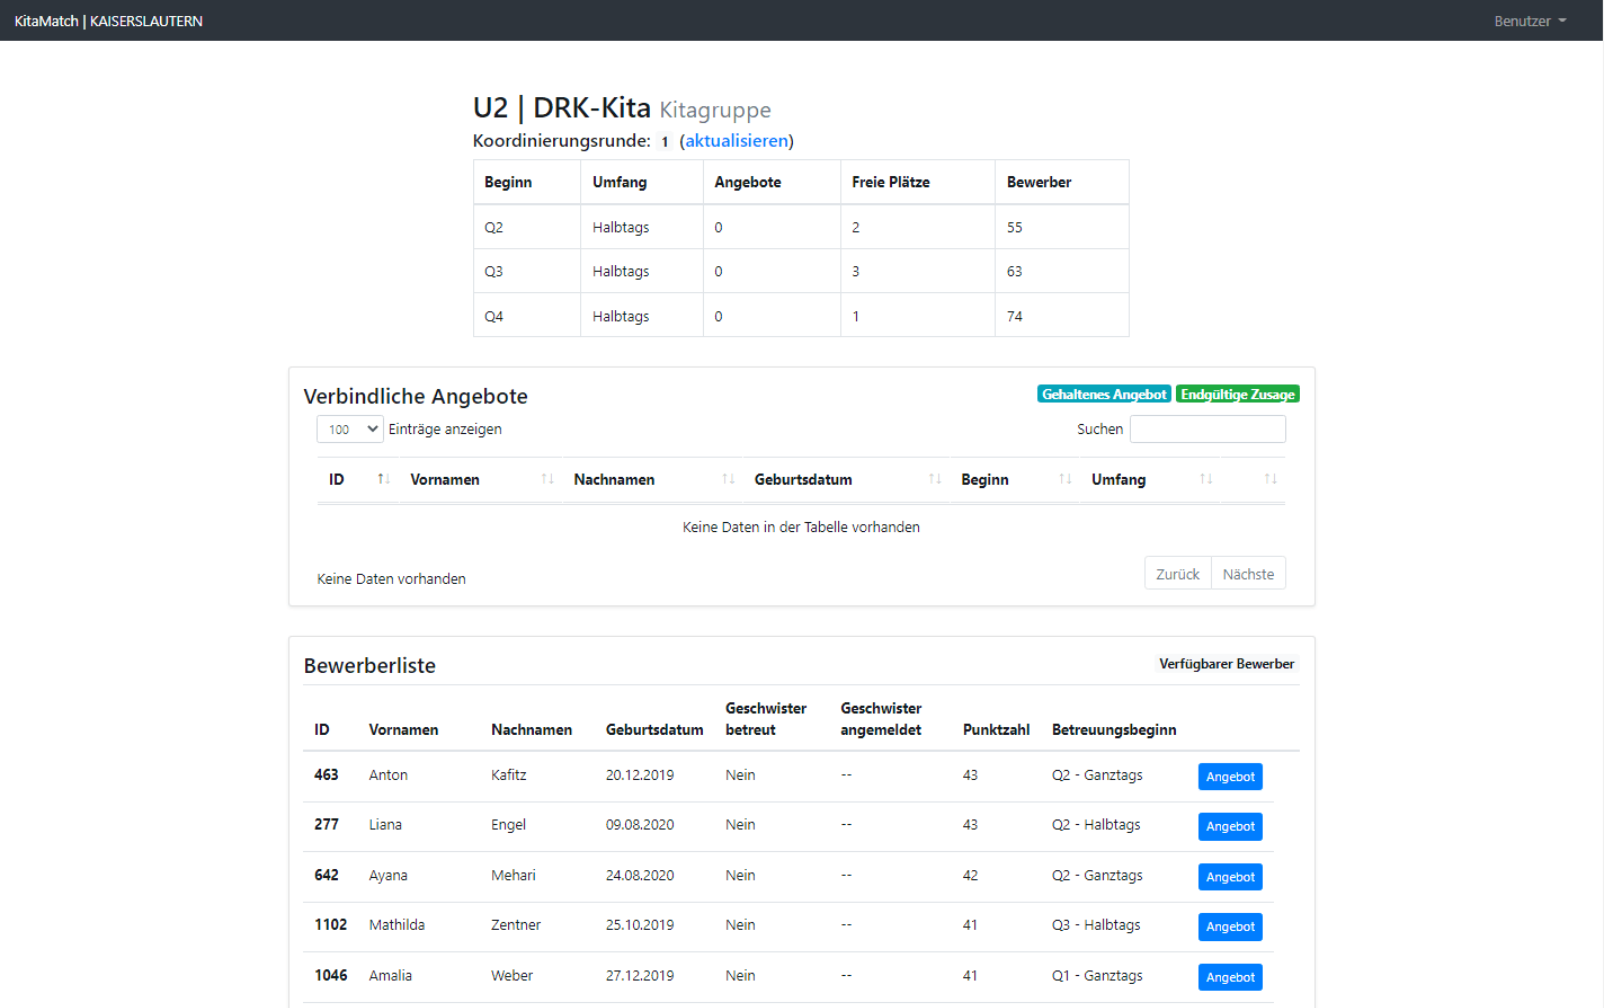 KitaMatch | KAISERSLAUTERN Benutzer
U2 | DRK-Kita Kitagruppe
Koordinierungsrunde: 1 (aktualisieren)
Beginn Umfang Angebote Freie Plätze Bewerber
Q2 Halbtags 0 2 55
Q3 Halbtags 0 3 63
Q4 Halbtags 0 1 74
Verbindliche Angebote Gehaltenes Angebot Endgültige Zusage
100 Einträge anzeigen Suchen
ID Vornamen Nachnamen Geburtsdatum Beginn Umfang
Keine Daten in der Tabelle vorhanden
Keine Daten vorhanden Zurück Nächste
Bewerberliste Verfügbarer Bewerber
ID Vornamen Nachnamen Geburtsdatum Geschwister betreut Geschwister angemeldet Punktzahl Betreuungsbeginn
463 Anton Kafitz 20.12.2019 Nein -- 43 Q2 - Ganztags Angebot
277 Liana Engel 09.08.2020 Nein -- 43 Q2 - Halbtags Angebot
642 Ayana Mehari 24.08.2020 Nein -- 42 Q2 - Ganztags Angebot
1102 Mathilda Zentner 25.10.2019 Nein -- 41 Q3 - Halbtags Angebot
1046 Amalia Weber 27.12.2019 Nein -- 41 Q1 - Ganztags Angebot